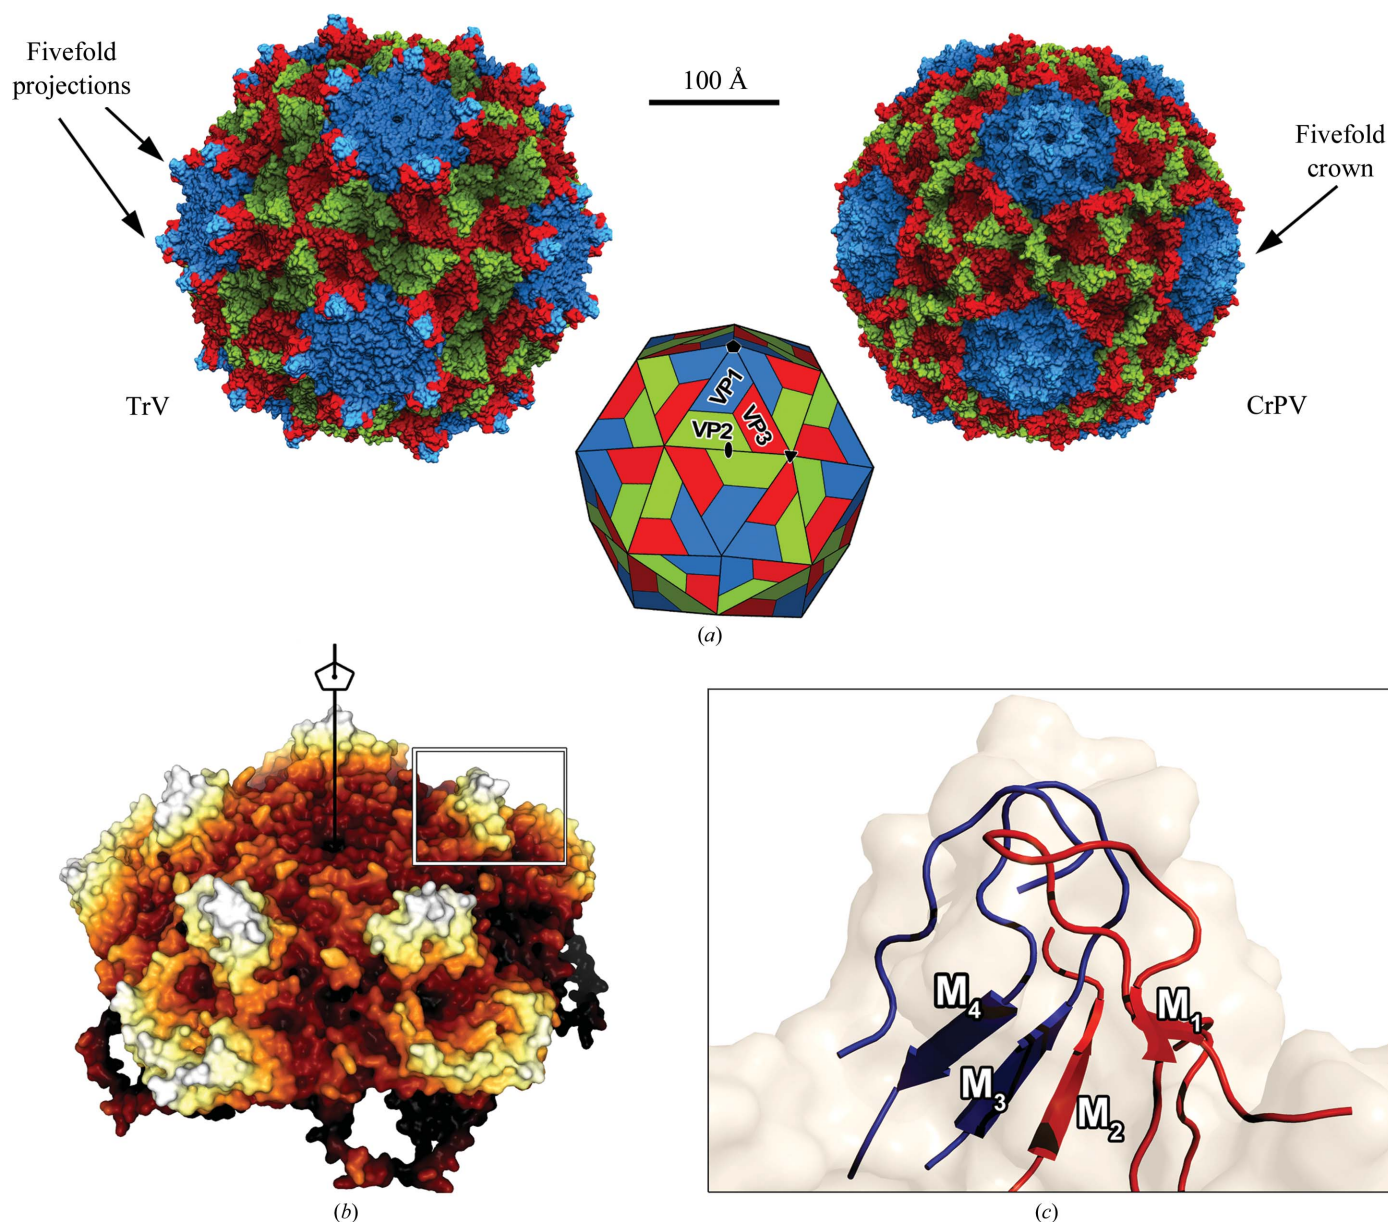 Fivefold
projections
100 Å
Fivefold
crown
TrV
CrPV
VP1
VP2
VP3
(a)
M4
M3
M2
M1
(b)
(c)